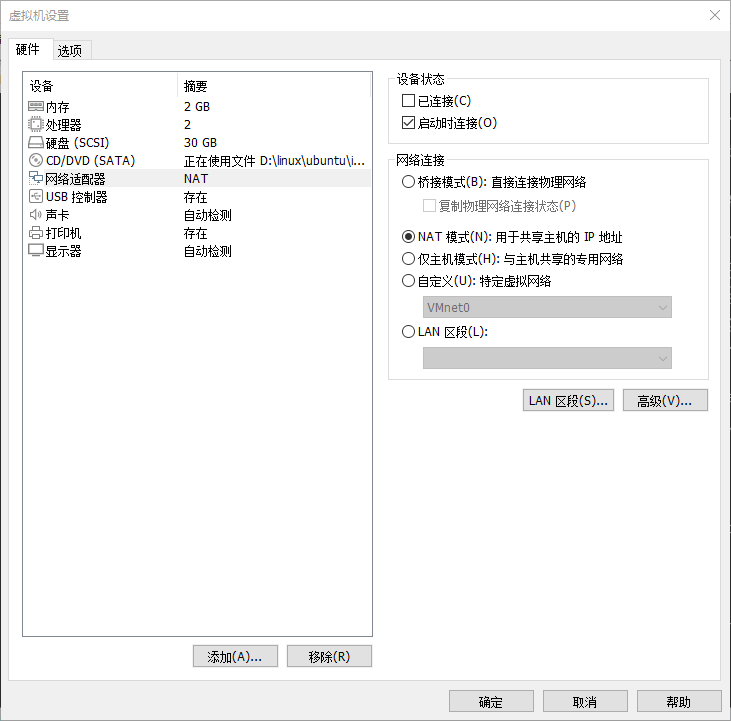 虚拟机设置
硬件 选项
设备 摘要
内存 2 GB
处理器 2
硬盘 (SCSI) 30 GB
CD/DVD (SATA) 正在使用文件 D:\linux\ubuntu\i...
网络适配器 NAT
USB 控制器 存在
声卡 自动检测
打印机 存在
显示器 自动检测
添加(A)... 移除(R)
设备状态
已连接(C)
启动时连接(O)
网络连接
桥接模式(B): 直接连接物理网络
复制物理网络连接状态(P)
NAT 模式(N): 用于共享主机的 IP 地址
仅主机模式(H): 与主机共享的专用网络
自定义(U): 特定虚拟网络
VMnet0
LAN 区段(L):
LAN 区段(S)... 高级(V)...
确定 取消 帮助